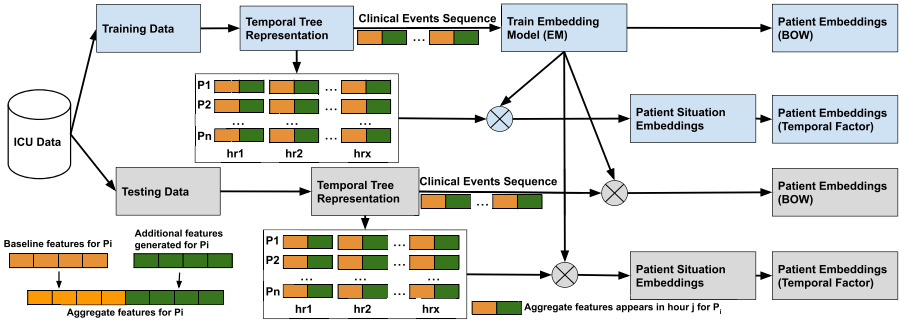 Training Data
Temporal Tree
Representation
Clinical Events Sequence
...
Train Embedding
Model (EM)
Patient Embeddings
(BOW)
P1 ...
P2 ...
... ... ...
Pn ...
hr1 hr2 hrx
Patient Situation
Embeddings
Patient Embeddings
(Temporal Factor)
ICU Data
Testing Data
Temporal Tree
Representation
Clinical Events Sequence
...
Patient Embeddings
(BOW)
P1 ...
P2 ...
... ... ...
Pn ...
hr1 hr2 hrx
Patient Situation
Embeddings
Patient Embeddings
(Temporal Factor)
Baseline features for Pi
Additional features
generated for Pi
Aggregate features for Pi
Aggregate features appears in hour j for Pi